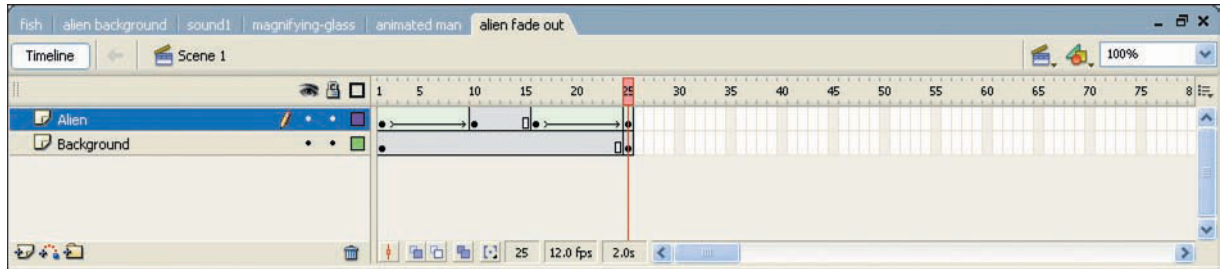 fish alien background sound1 magnifying-glass animated man alien fade out
Timeline Scene 1 100%
1 5 10 15 20 25 30 35 40 45 50 55 60 65 70 75 8
Alien
Background
25 12.0 fps 2.0s